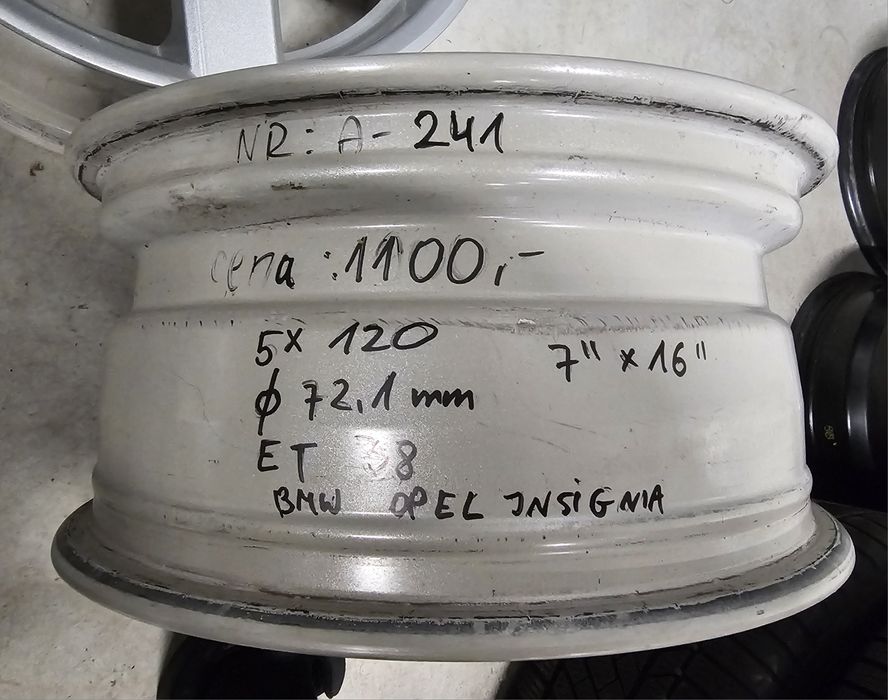 NR: A-241
cena: 1100,-
5x 120
7" x 16"
ϕ 72,1 mm
ET 38
BMW OPEL INSIGNIA